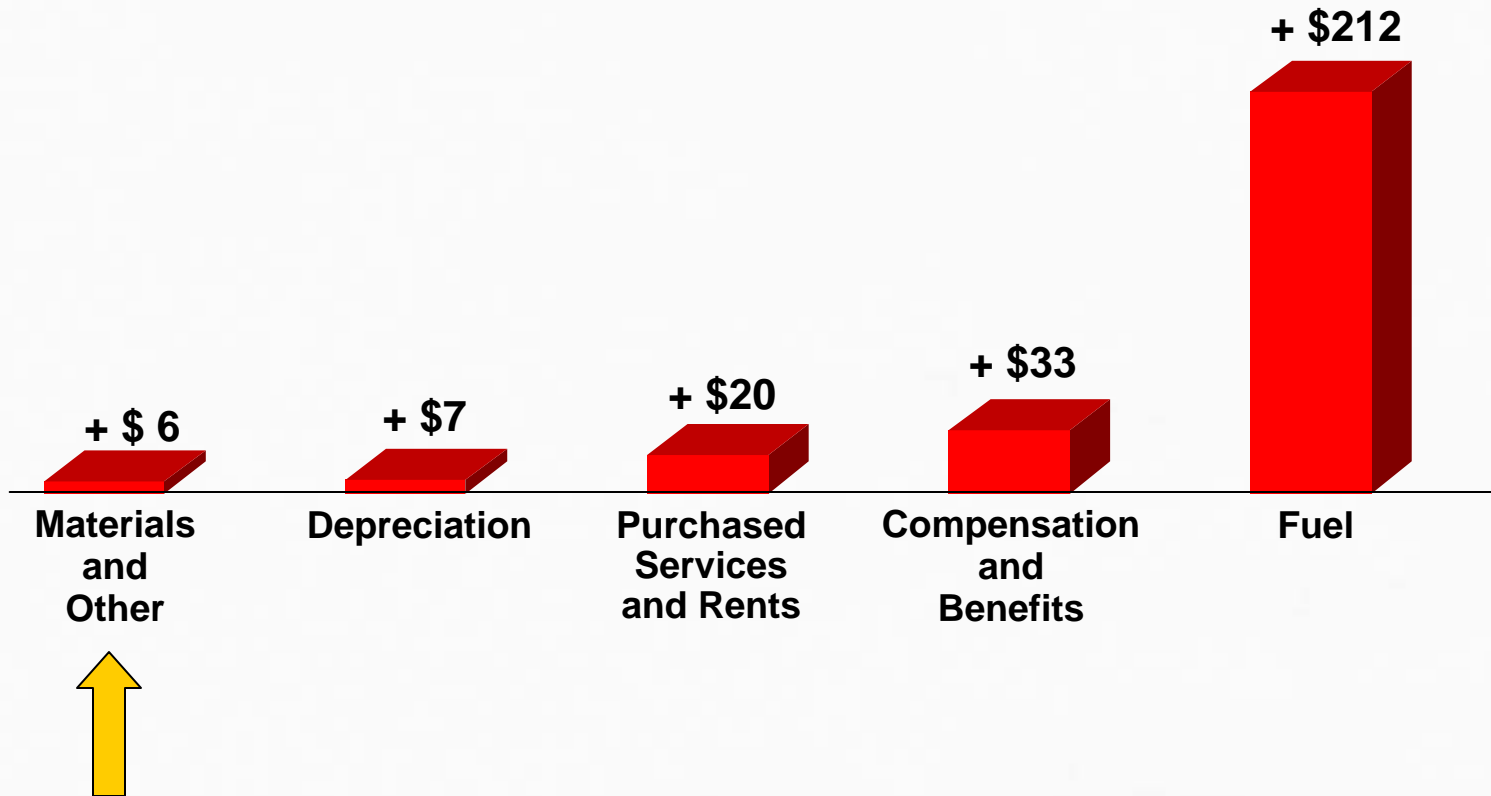 + $212
+ $33
+ $20
+ $7
+ $ 6
Materials
and
Other
Depreciation
Purchased
Services
and Rents
Compensation
and
Benefits
Fuel